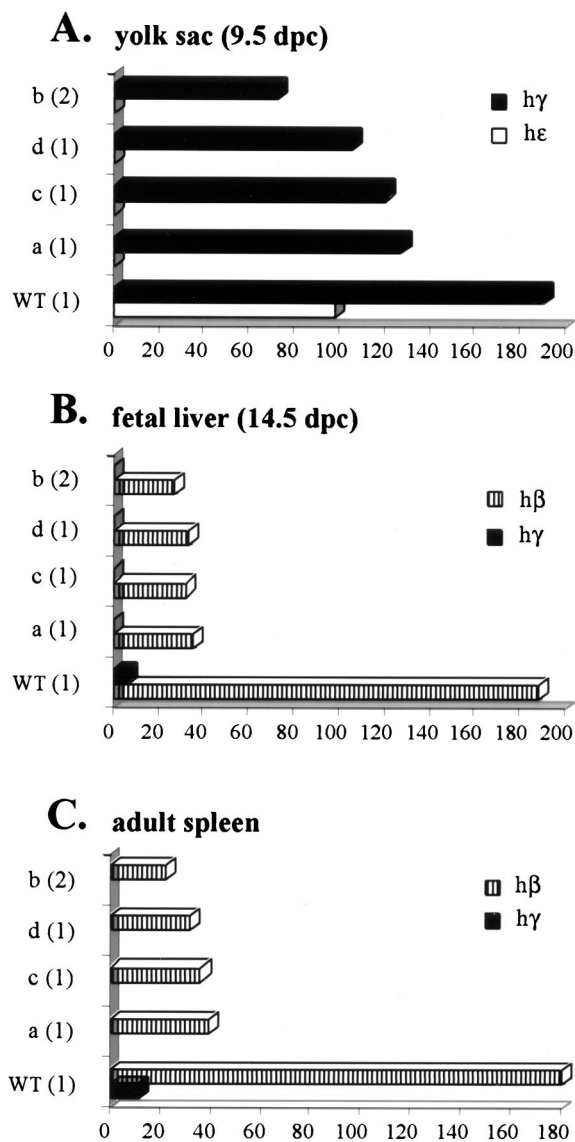 A. yolk sac (9.5 dpc)
b (2)
d (1)
c (1)
a (1)
WT (1)
hγ
hε
0 20 40 60 80 100 120 140 160 180 200
B. fetal liver (14.5 dpc)
b (2)
d (1)
c (1)
a (1)
WT (1)
hβ
hγ
0 20 40 60 80 100 120 140 160 180 200
C. adult spleen
b (2)
d (1)
c (1)
a (1)
WT (1)
hβ
hγ
0 20 40 60 80 100 120 140 160 180